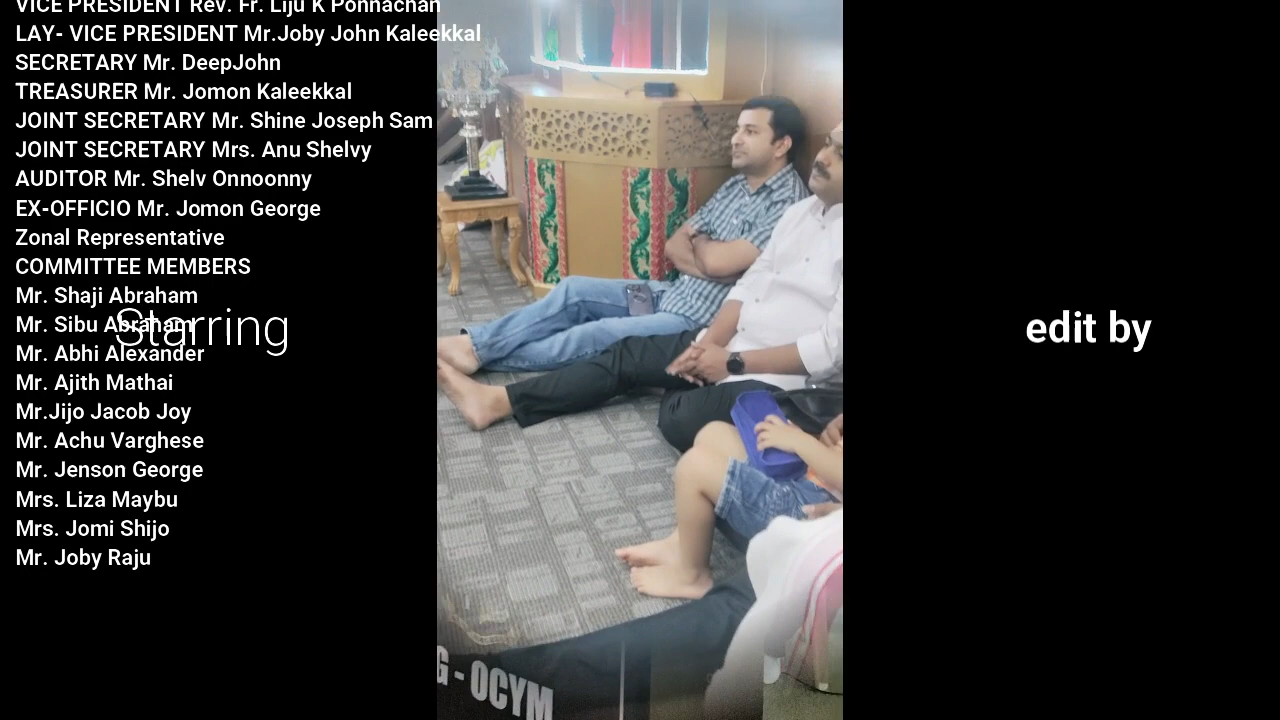 VICE PRESIDENT Rev. Fr. Liju K Ponnachan
LAY- VICE PRESIDENT Mr.Joby John Kaleekkal
SECRETARY Mr. DeepJohn
TREASURER Mr. Jomon Kaleekkal
JOINT SECRETARY Mr. Shine Joseph Sam
JOINT SECRETARY Mrs. Anu Shelvy
AUDITOR Mr. Shelv Onnoonny
EX-OFFICIO Mr. Jomon George
Zonal Representative
COMMITTEE MEMBERS
Mr. Shaji Abraham
Mr. Sibu Abraham
Starring
edit by
Mr. Abhi Alexander
Mr. Ajith Mathai
Mr.Jijo Jacob Joy
Mr. Achu Varghese
Mr. Jenson George
Mrs. Liza Maybu
Mrs. Jomi Shijo
Mr. Joby Raju
G - OCYM